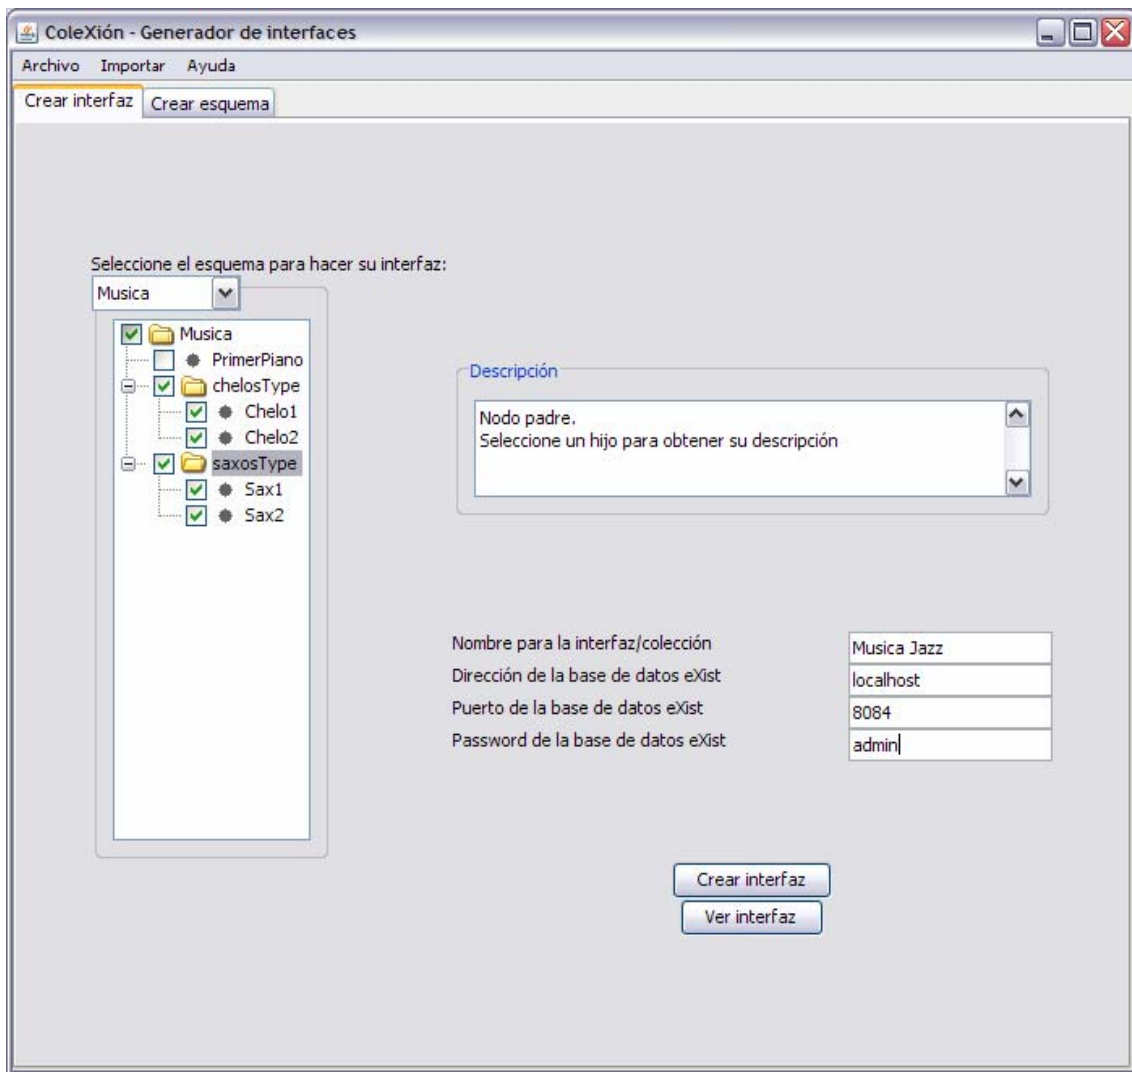 ColeXión - Generador de interfaces
Archivo Importar Ayuda
Crear interfaz Crear esquema
Seleccione el esquema para hacer su interfaz:
Musica
Musica
PrimerPiano
chelosType
Chelo1
Chelo2
saxosType
Sax1
Sax2
Descripción
Nodo padre.
Seleccione un hijo para obtener su descripción
Nombre para la interfaz/colección Musica Jazz
Dirección de la base de datos eXist localhost
Puerto de la base de datos eXist 8084
Password de la base de datos eXist admin
Crear interfaz
Ver interfaz